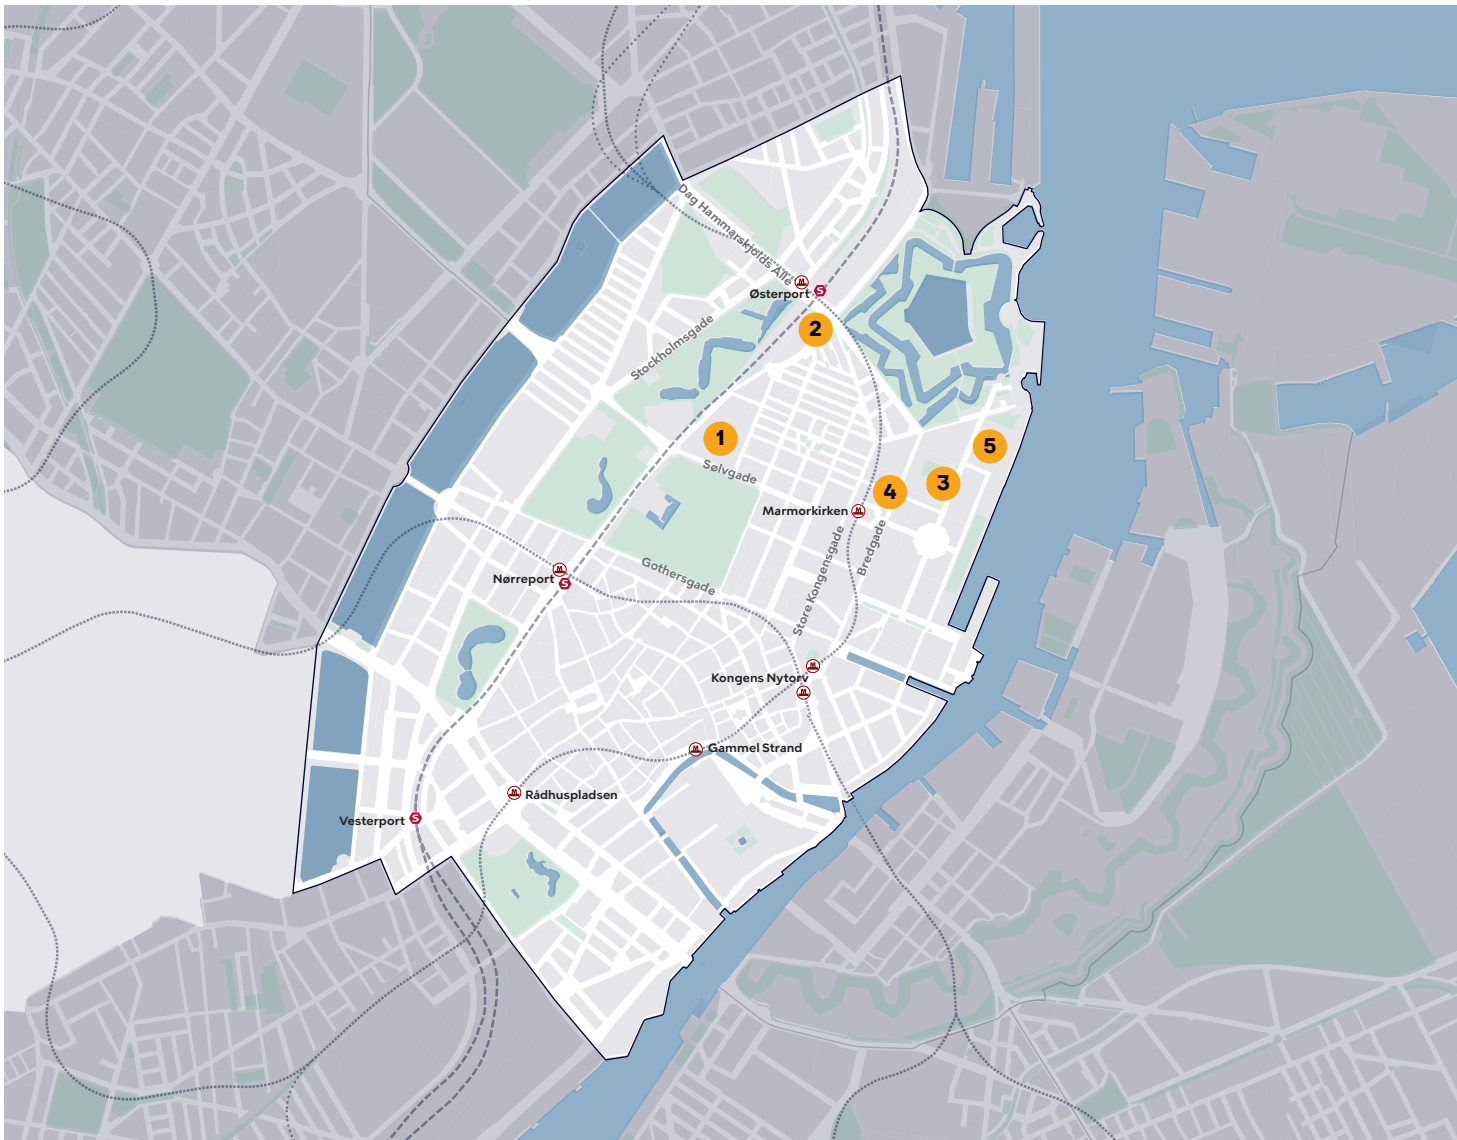 Dag Hammarskjölds Alle
S
Østerport
2
Stockholmsgade
1
5
Sølvgade
3
4
Marmorkirken
Bredgade
Store Kongensgade
Gothersgade
Nørreport
S
Kongens Nytorv
Gammel Strand
Rådhuspladsen
Vesterport
S